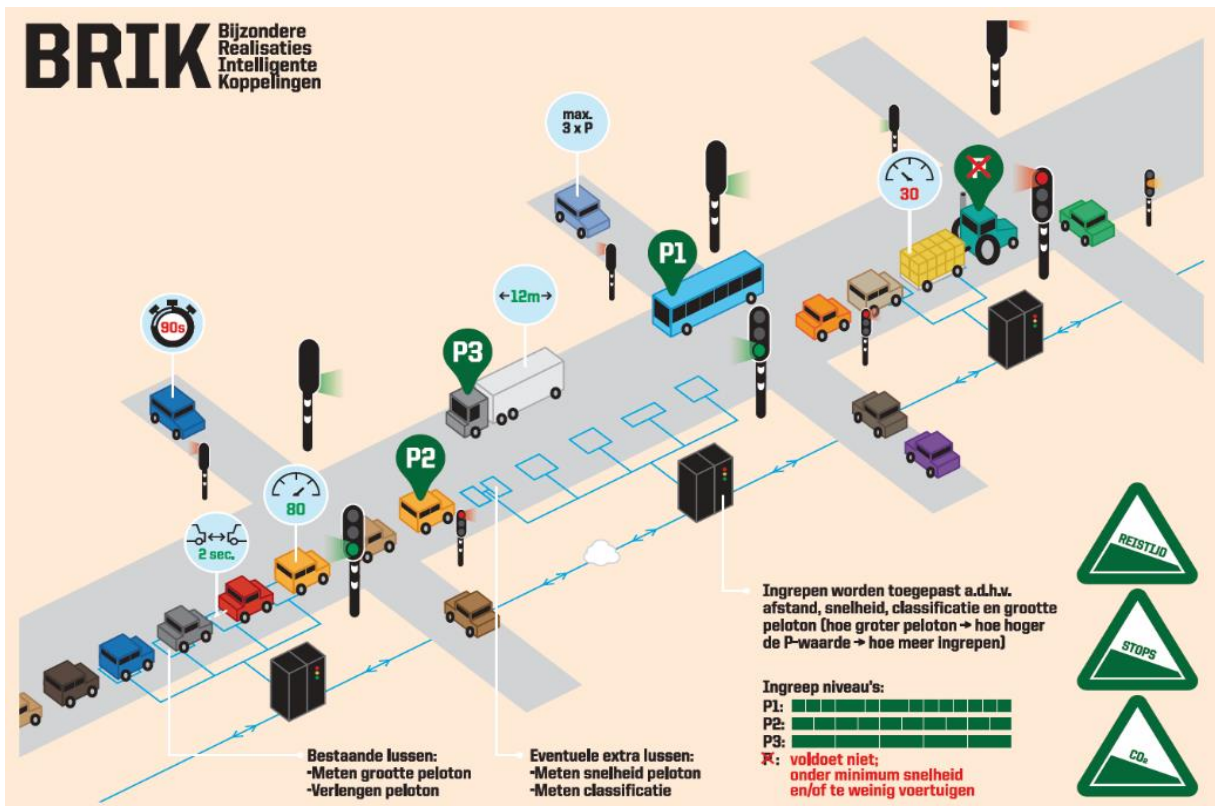 BRIK
Bijzondere
Realisaties
Intelligente
Koppelingen
max.
3 x P
30
P
P1
12m
90s
P3
P2
80
2 sec.
REISTIJD
STOPS
CO₂
Ingrepen worden toegepast a.d.h.v.
afstand, snelheid, classificatie en grootte
peloton (hoe groter peloton → hoe hoger
de P-waarde → hoe meer ingrepen)
Ingreep niveau's:
P1:
P2:
P3:
P: voldoet niet;
onder minimum snelheid
en/of te weinig voertuigen
Bestaande lussen:
-Meten grootte peloton
-Verlengen peloton
Eventuele extra lussen:
-Meten snelheid peloton
-Meten classificatie